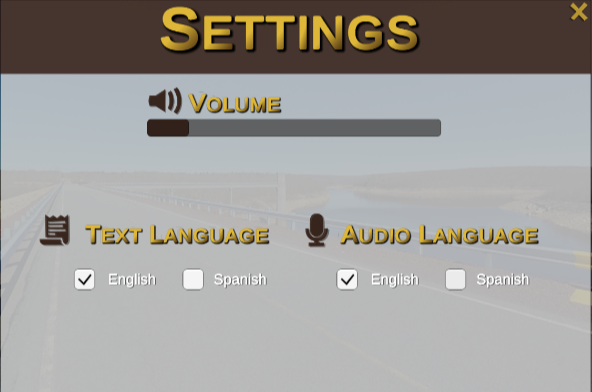 SETTINGS
VOLUME
TEXT LANGUAGE
AUDIO LANGUAGE
English
Spanish
English
Spanish